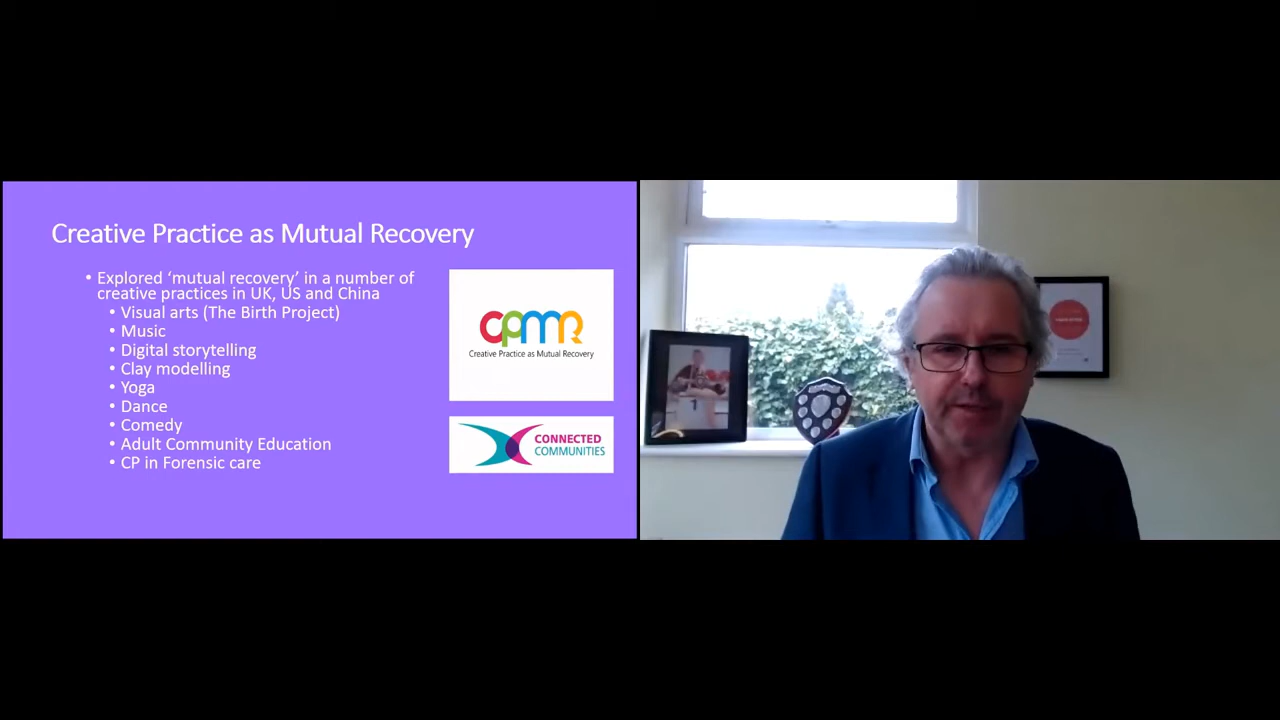 Creative Practice as Mutual Recovery
• Explored ‘mutual recovery’ in a number of
creative practices in UK, US and China
• Visual arts (The Birth Project)
• Music
• Digital storytelling
• Clay modelling
• Yoga
• Dance
• Comedy
• Adult Community Education
• CP in Forensic care
cpmr
Creative Practice as Mutual Recovery
CONNECTED
COMMUNITIES
1